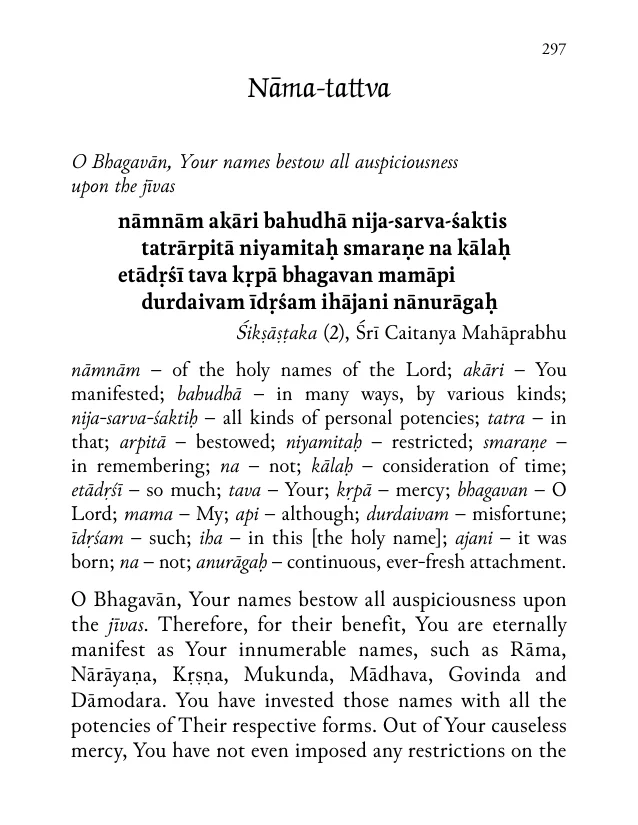 297
Nāma-tattva
O Bhagavān, Your names bestow all auspiciousness
upon the jīvas
nāmnām akāri bahudhā nija-sarva-śaktis
tatrārpitā niyamitaḥ smaraṇe na kālaḥ
etādṛśī tava kṛpā bhagavan mamāpi
durdaivam īdṛśam ihājani nānurāgaḥ
Śikṣāṣṭaka (2), Śrī Caitanya Mahāprabhu
nāmnām – of the holy names of the Lord; akāri – You
manifested; bahudhā – in many ways, by various kinds;
nija-sarva-śaktiḥ – all kinds of personal potencies; tatra – in
that; arpitā – bestowed; niyamitaḥ – restricted; smaraṇe –
in remembering; na – not; kālaḥ – consideration of time;
etādṛśī – so much; tava – Your; kṛpā – mercy; bhagavan – O
Lord; mama – My; api – although; durdaivam – misfortune;
īdṛśam – such; iha – in this [the holy name]; ajani – it was
born; na – not; anurāgaḥ – continuous, ever-fresh attachment.
O Bhagavān, Your names bestow all auspiciousness upon
the jīvas. Therefore, for their benefit, You are eternally
manifest as Your innumerable names, such as Rāma,
Nārāyaṇa, Kṛṣṇa, Mukunda, Mādhava, Govinda and
Dāmodara. You have invested those names with all the
potencies of Their respective forms. Out of Your causeless
mercy, You have not even imposed any restrictions on the